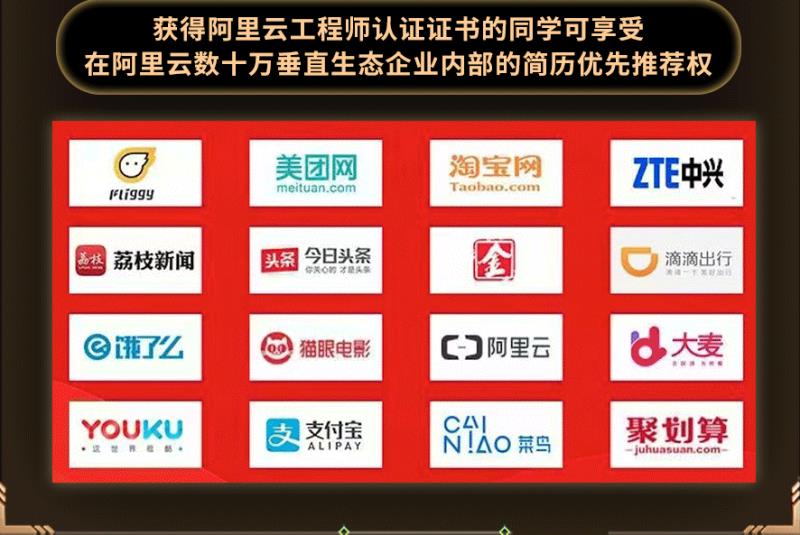 获得阿里云工程师认证证书的同学可享受
在阿里云数十万垂直生态企业内部的简历优先推荐权
Fliggy
美团网
meituan.com
淘宝网
Taobao.com
ZTE中兴
荔枝
荔枝新闻
头条
今日头条
你关心的 才是头条
金
滴滴出行
滴滴一下 美好出行
饿了么
猫眼电影
阿里云
大麦
YOUKU
这世界很酷
支
支付宝
ALIPAY
CAI
NIAO 菜鸟
聚划算
juhuasuan.com